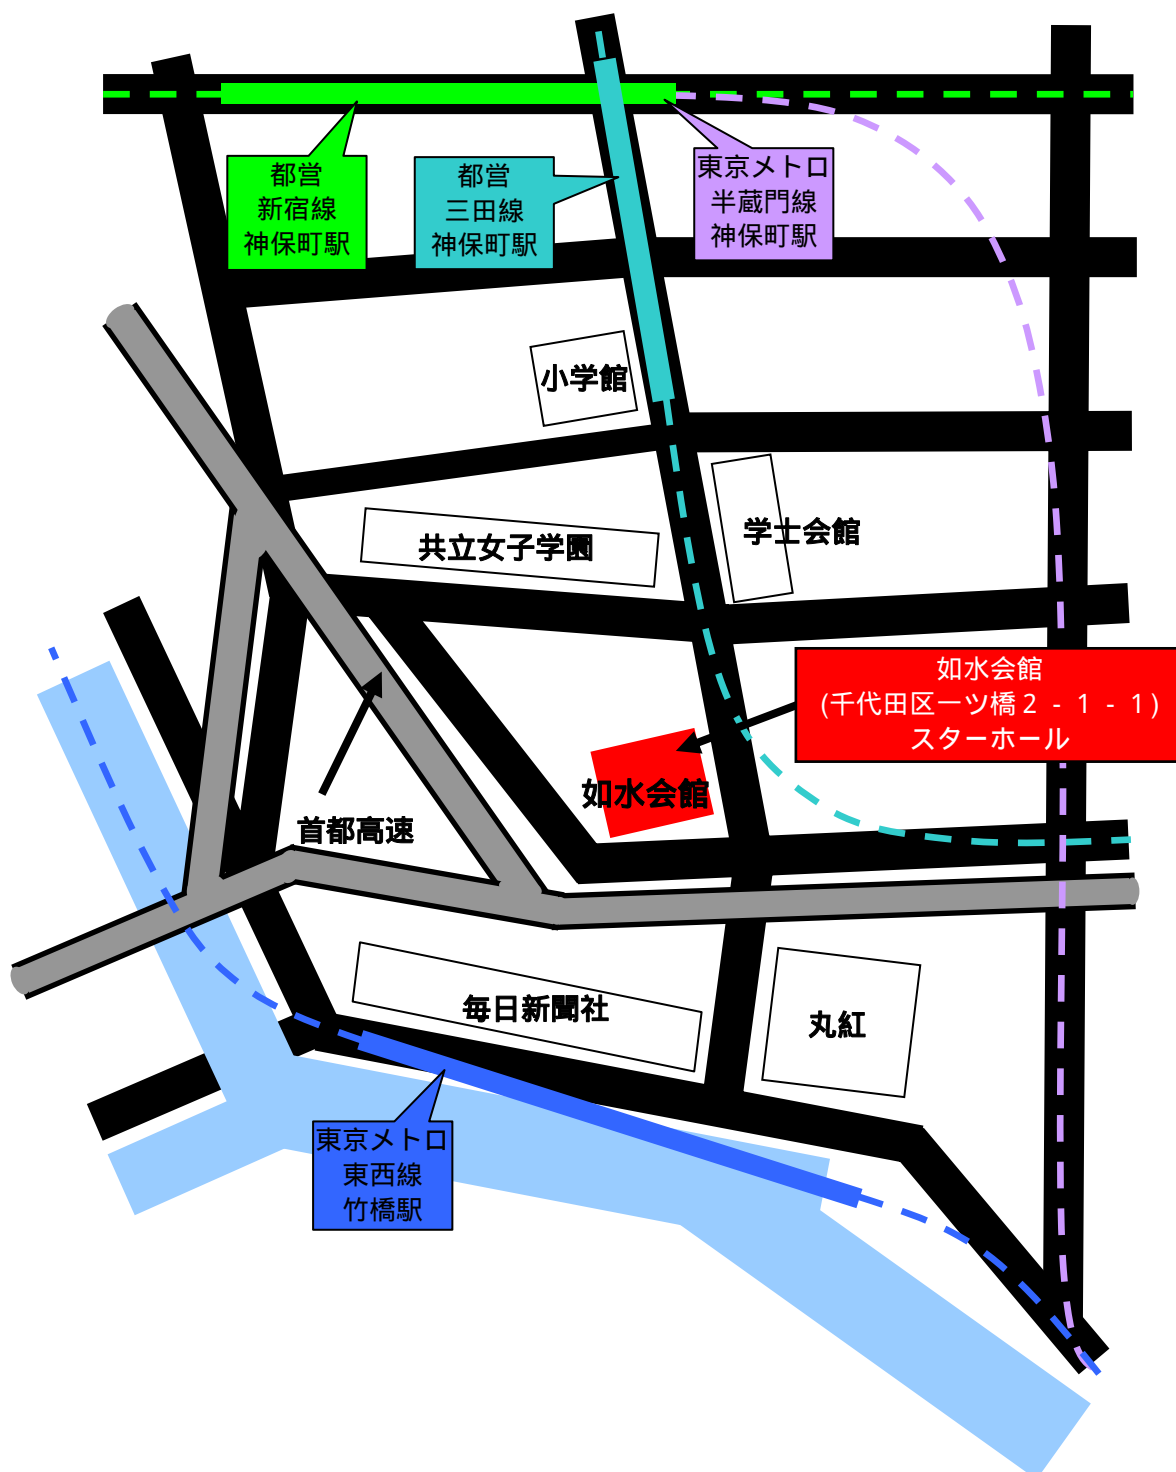 都営
新宿線
神保町駅
都営
三田線
神保町駅
東京メトロ
半蔵門線
神保町駅
小学館
学士会館
共立女子学園
如水会館
(千代田区一ツ橋２-１-１)
スターホール
如水会館
首都高速
毎日新聞社
丸紅
東京メトロ
東西線
竹橋駅